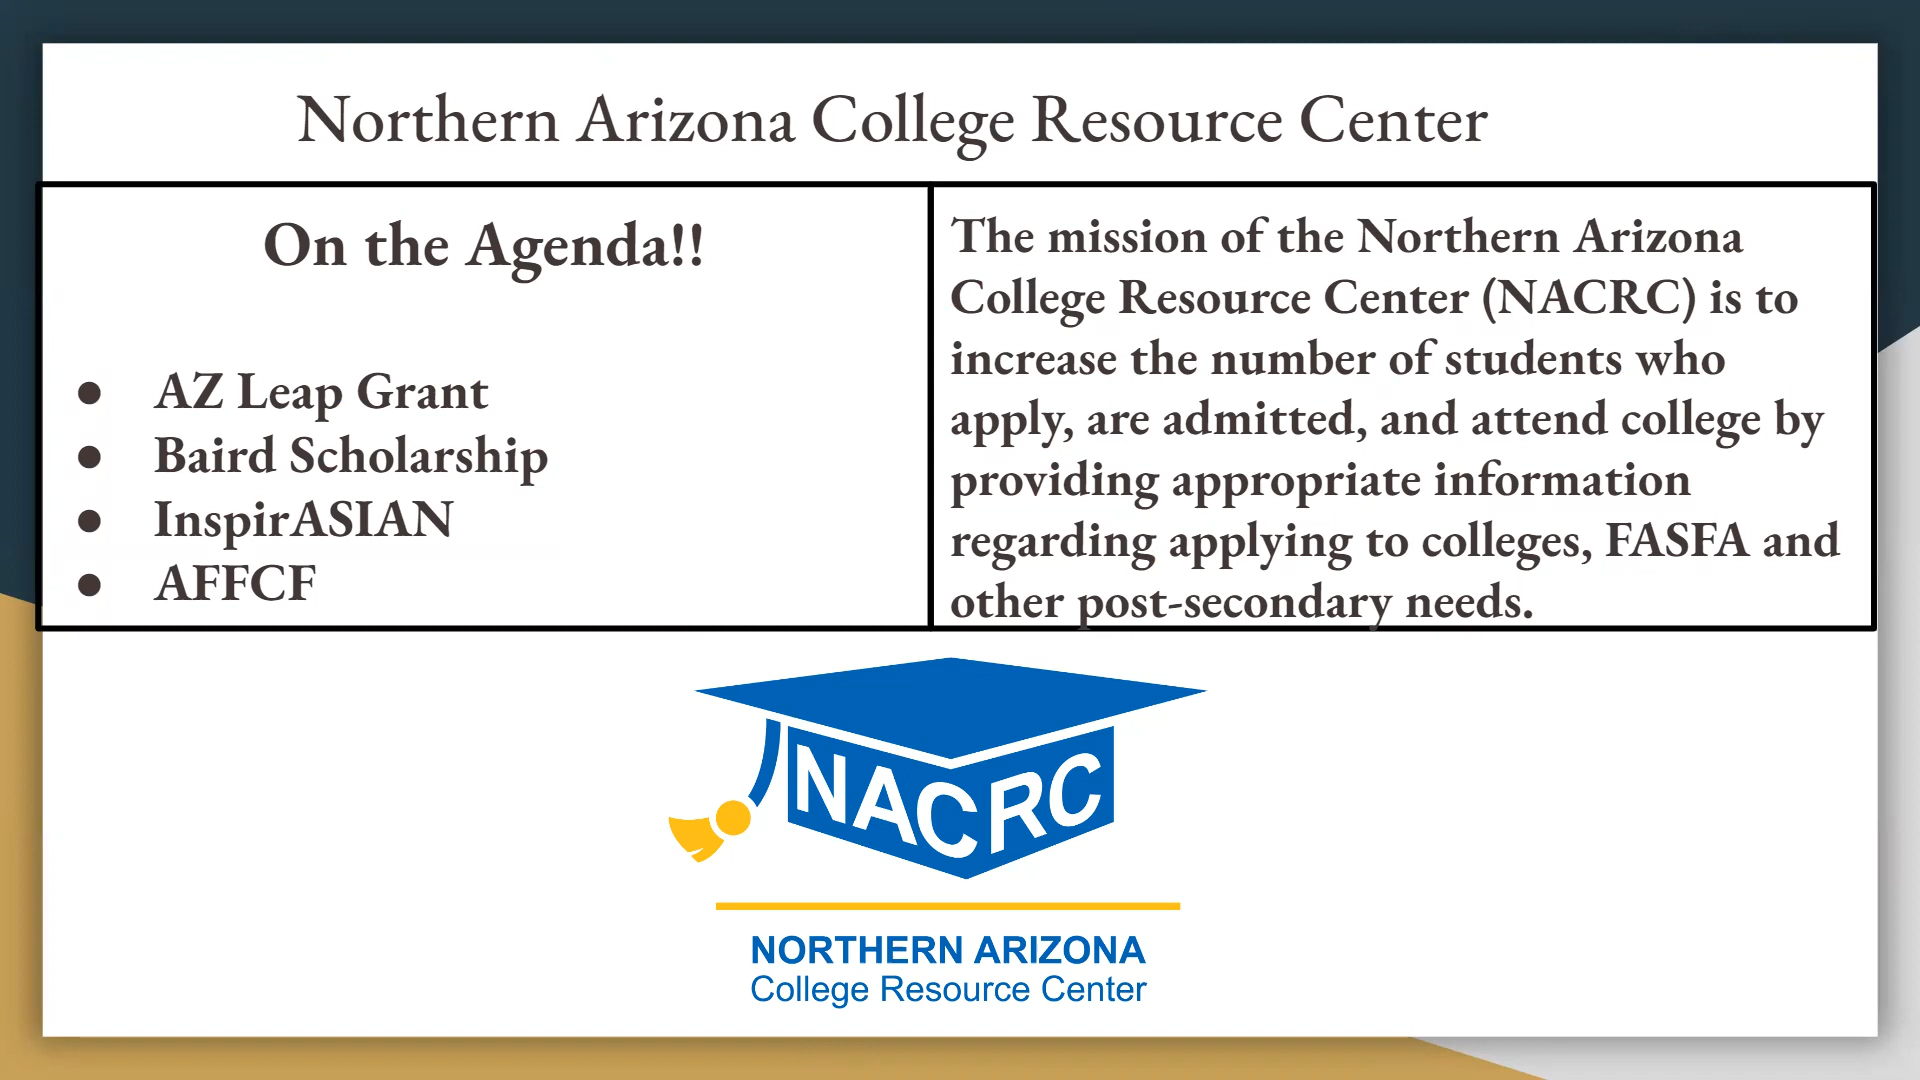 Northern Arizona College Resource Center
On the Agenda!!
● AZ Leap Grant
● Baird Scholarship
● InspirASIAN
● AFFCF
The mission of the Northern Arizona
College Resource Center (NACRC) is to
increase the number of students who
apply, are admitted, and attend college by
providing appropriate information
regarding applying to colleges, FASFA and
other post-secondary needs.
NACRC
NORTHERN ARIZONA
College Resource Center